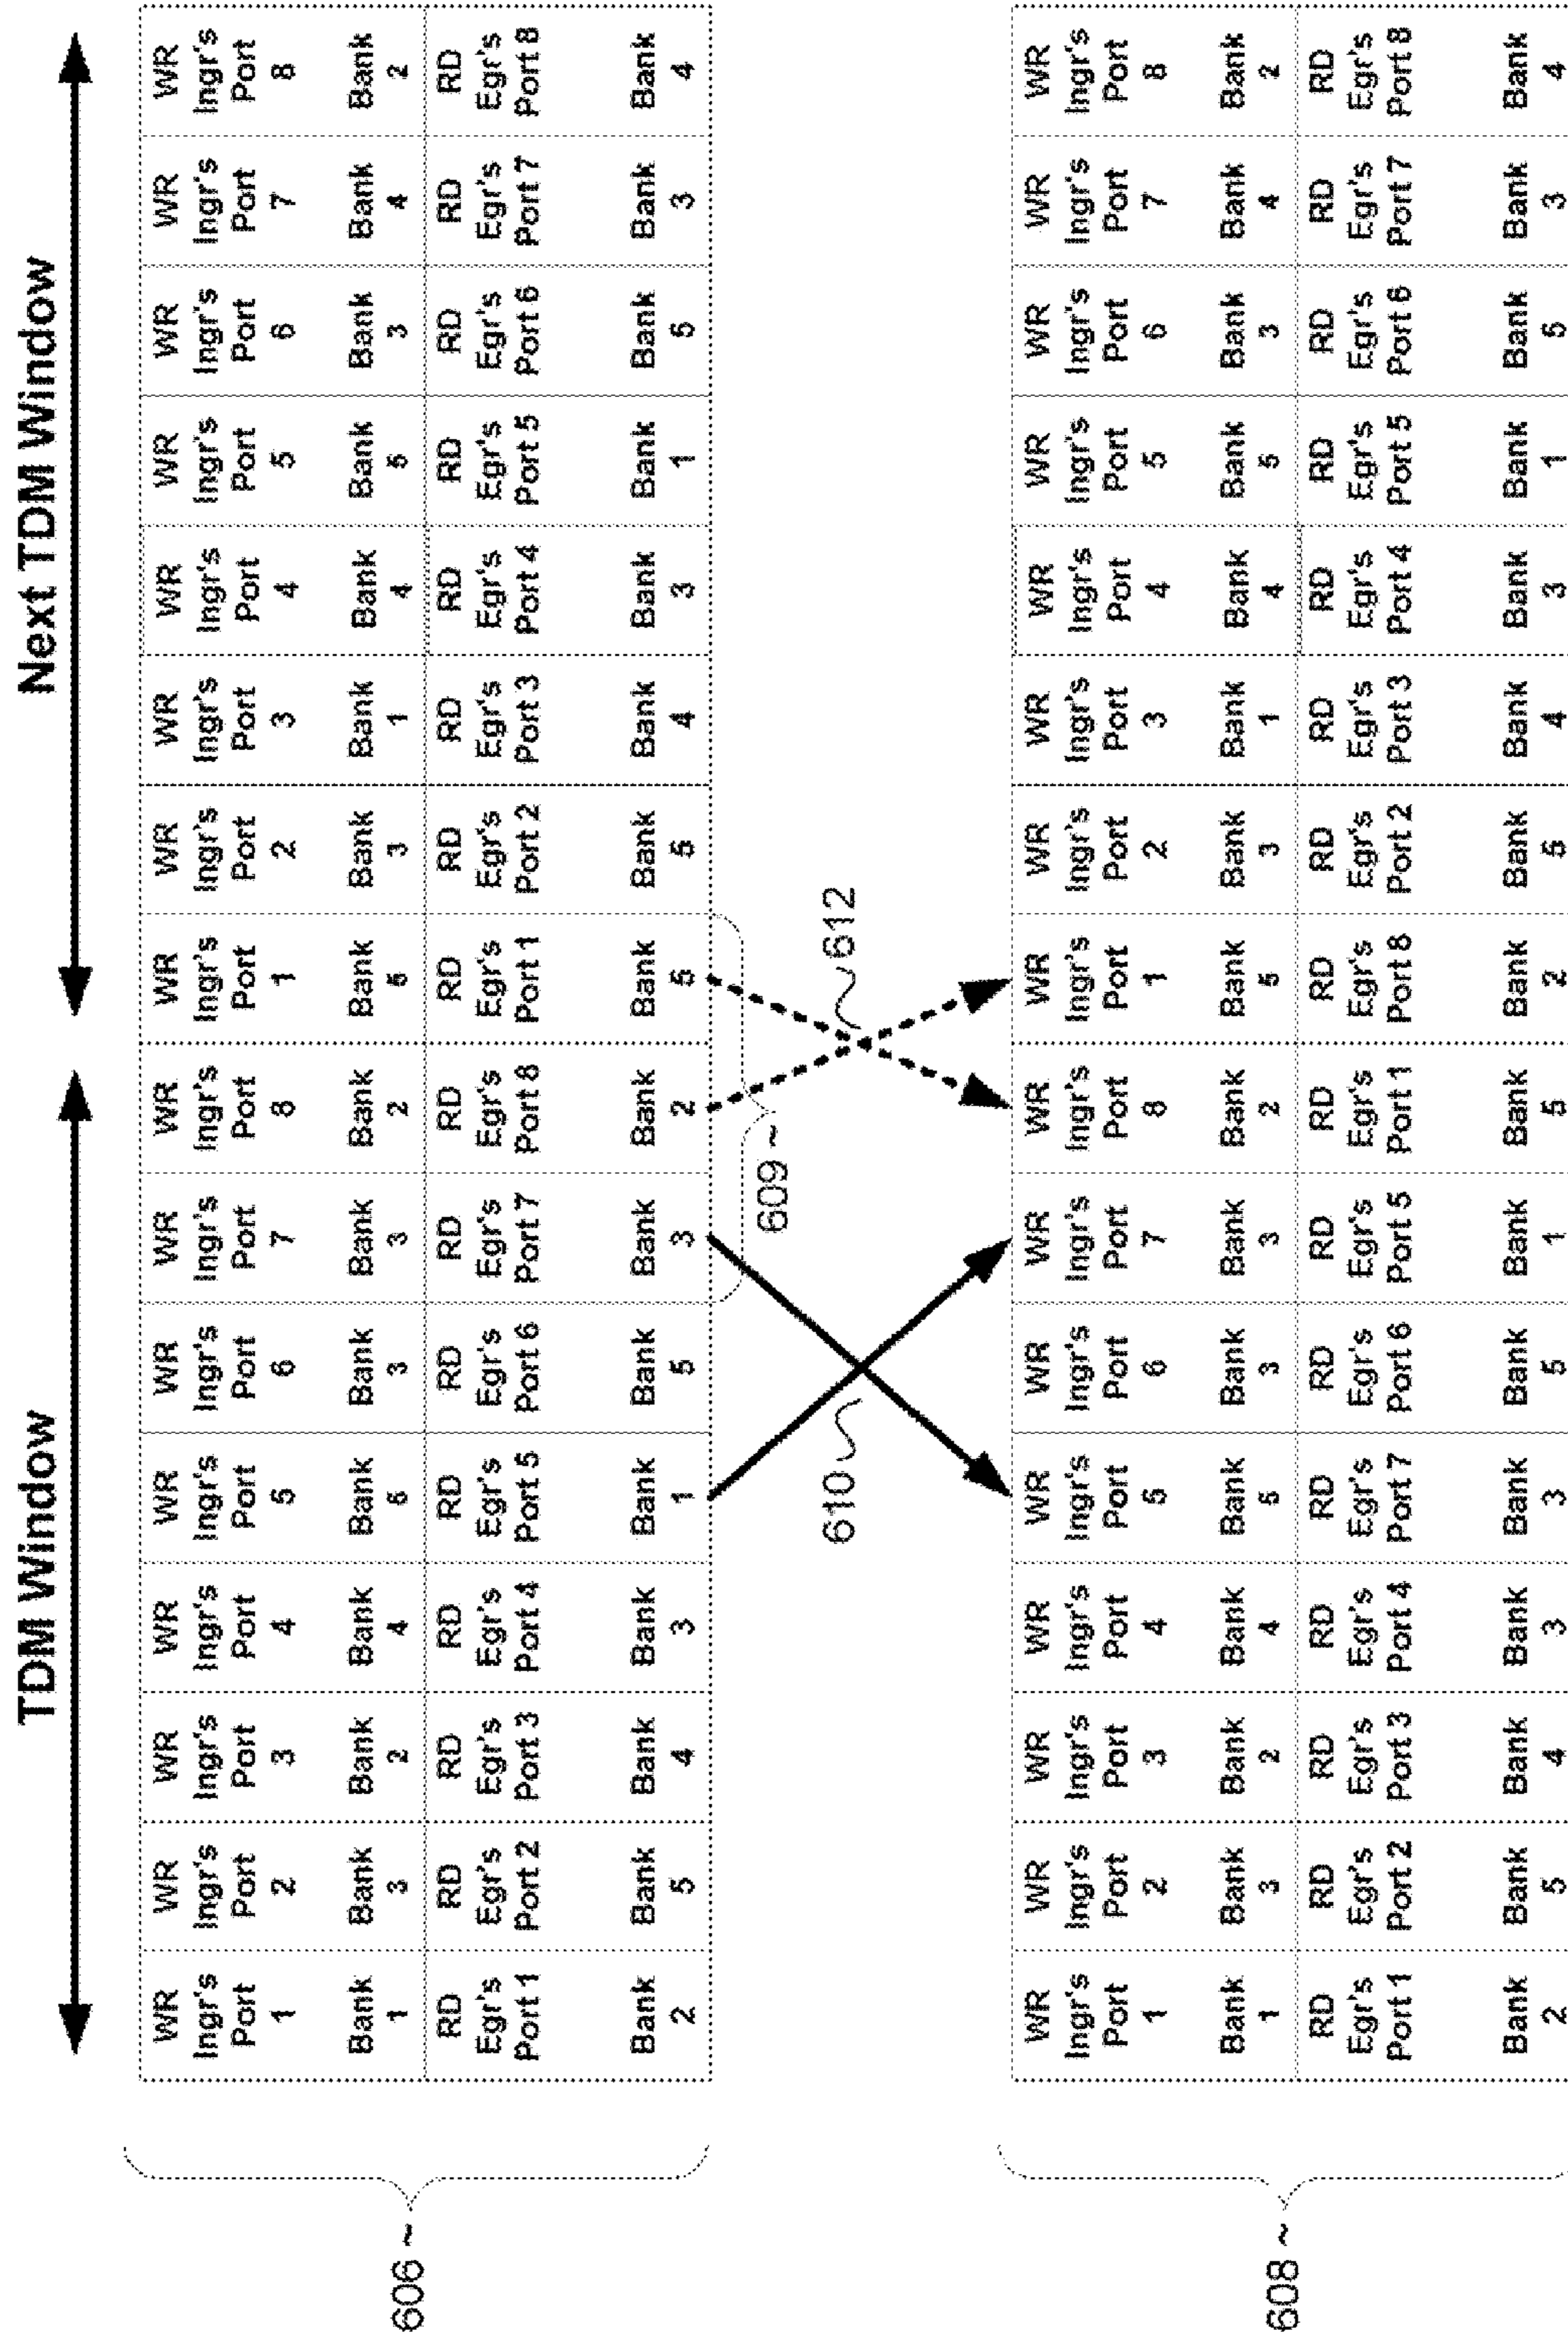 TDM Window Next TDM Window
606 ~
WR WR WR WR WR WR WR WR WR WR WR WR WR WR WR WR
Ingr's Ingr's Ingr's Ingr's Ingr's Ingr's Ingr's Ingr's Ingr's Ingr's Ingr's Ingr's Ingr's Ingr's Ingr's Ingr's
Port Port Port Port Port Port Port Port Port Port Port Port Port Port Port Port
1 2 3 4 5 6 7 8 1 2 3 4 5 6 7 8
Bank Bank Bank Bank Bank Bank Bank Bank Bank Bank Bank Bank Bank Bank Bank Bank
1 3 2 4 5 3 3 2 5 3 1 4 5 3 4 2
RD RD RD RD RD RD RD RD RD RD RD RD RD RD RD RD
Egr's Egr's Egr's Egr's Egr's Egr's Egr's Egr's Egr's Egr's Egr's Egr's Egr's Egr's Egr's Egr's
Port 1 Port 2 Port 3 Port 4 Port 5 Port 6 Port 7 Port 8 Port 1 Port 2 Port 3 Port 4 Port 5 Port 6 Port 7 Port 8
Bank Bank Bank Bank Bank Bank Bank Bank Bank Bank Bank Bank Bank Bank Bank Bank
2 5 4 3 1 5 3 2 5 5 4 3 1 5 3 4
609 ~
610 612
608 ~
WR WR WR WR WR WR WR WR WR WR WR WR WR WR WR WR
Ingr's Ingr's Ingr's Ingr's Ingr's Ingr's Ingr's Ingr's Ingr's Ingr's Ingr's Ingr's Ingr's Ingr's Ingr's Ingr's
Port Port Port Port Port Port Port Port Port Port Port Port Port Port Port Port
1 2 3 4 5 6 7 8 1 2 3 4 5 6 7 8
Bank Bank Bank Bank Bank Bank Bank Bank Bank Bank Bank Bank Bank Bank Bank Bank
1 3 2 4 5 3 3 2 5 3 1 4 5 3 4 2
RD RD RD RD RD RD RD RD RD RD RD RD RD RD RD RD
Egr's Egr's Egr's Egr's Egr's Egr's Egr's Egr's Egr's Egr's Egr's Egr's Egr's Egr's Egr's Egr's
Port 1 Port 2 Port 3 Port 4 Port 7 Port 6 Port 5 Port 1 Port 8 Port 2 Port 3 Port 4 Port 5 Port 6 Port 7 Port 8
Bank Bank Bank Bank Bank Bank Bank Bank Bank Bank Bank Bank Bank Bank Bank Bank
2 5 4 3 3 5 1 5 2 5 4 3 1 5 3 4